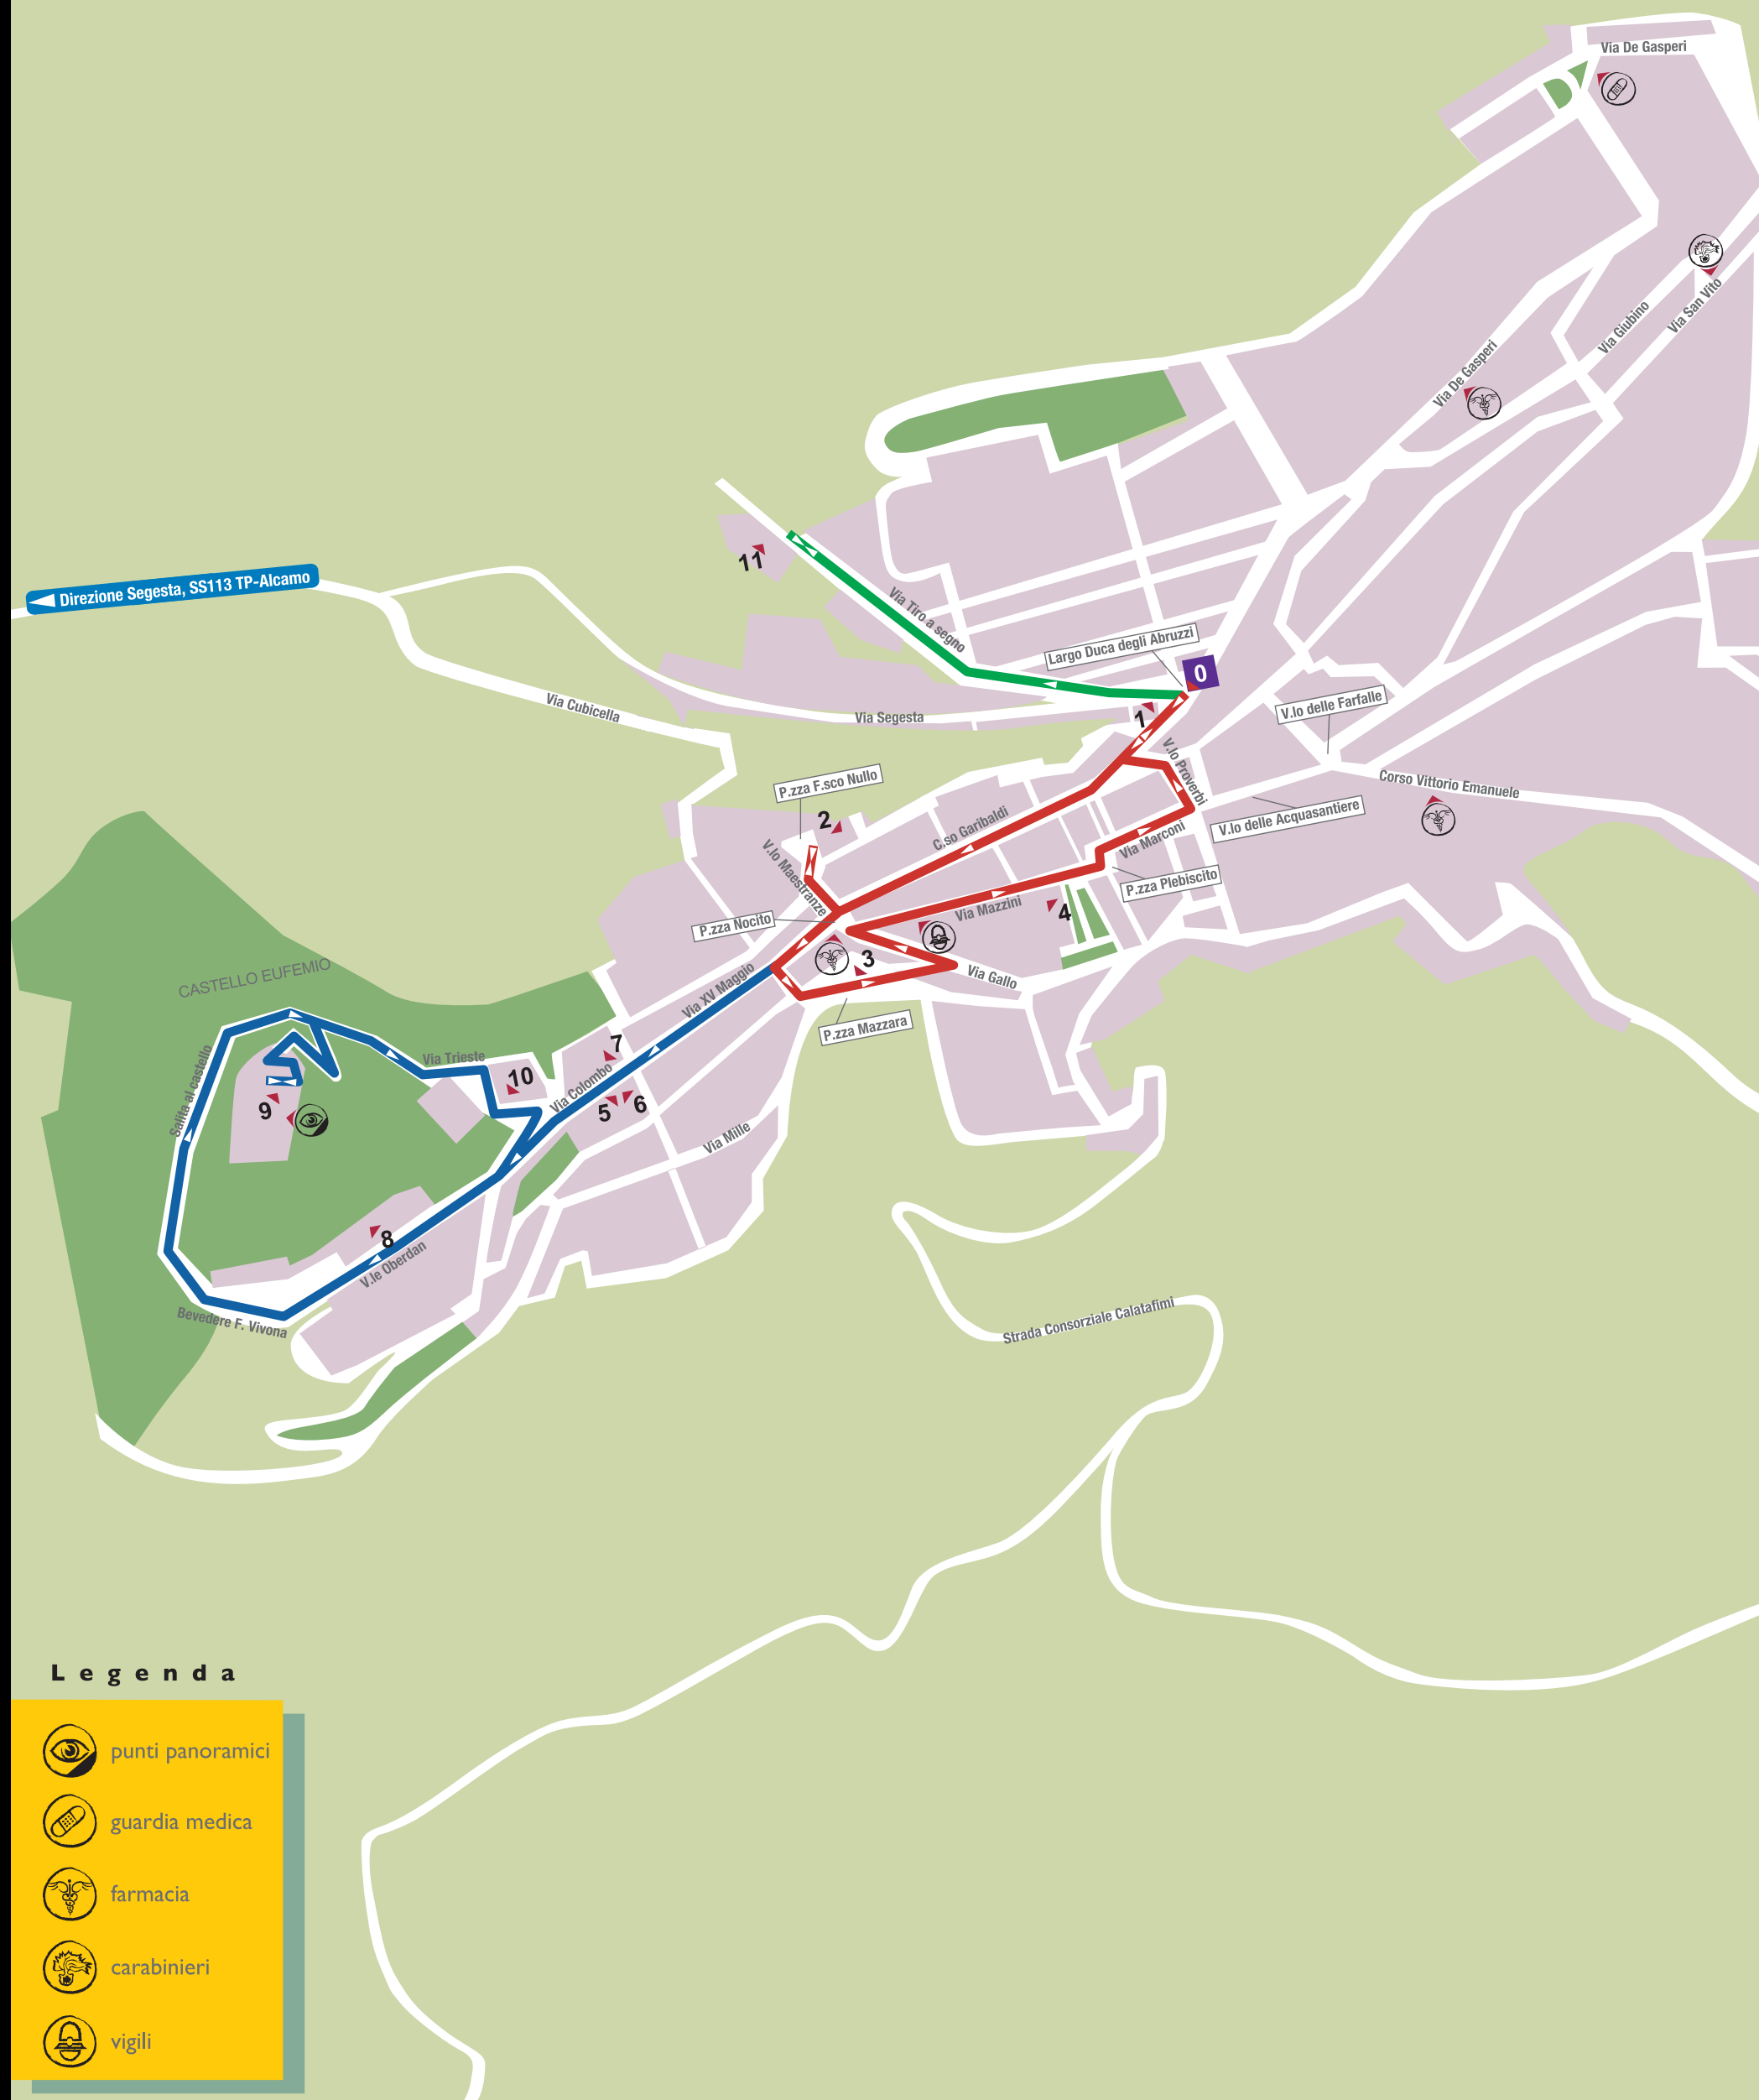 Via De Gasperi
Via Giubino
Via San Vito
Via De Gasperi
11
Direzione Segesta, SS113 TP-Alcamo
Via Tiro a segno
Largo Duca degli Abruzzi
0
Via Cubicella
Via Segesta
1
V.lo delle Farfalle
V.lo Proverbi
P.zza F.sco Nullo
Corso Vittorio Emanuele
2
C.so Garibaldi
V.lo delle Acquasantiere
Via Marconi
V.lo Maestranze
P.zza Plebiscito
Via Mazzini
4
P.zza Nocito
3
CASTELLO EUFEMIO
Via XV Maggio
Via Gallo
P.zza Mazzara
7
Via Trieste
10
Via Colombo
Salita al castello
9
5
6
Via Mille
8
V.le Oberdan
Bevedere F. Vivona
Strada Consorziale Calatafimi
Legenda
punti panoramici
guardia medica
farmacia
carabinieri
vigili